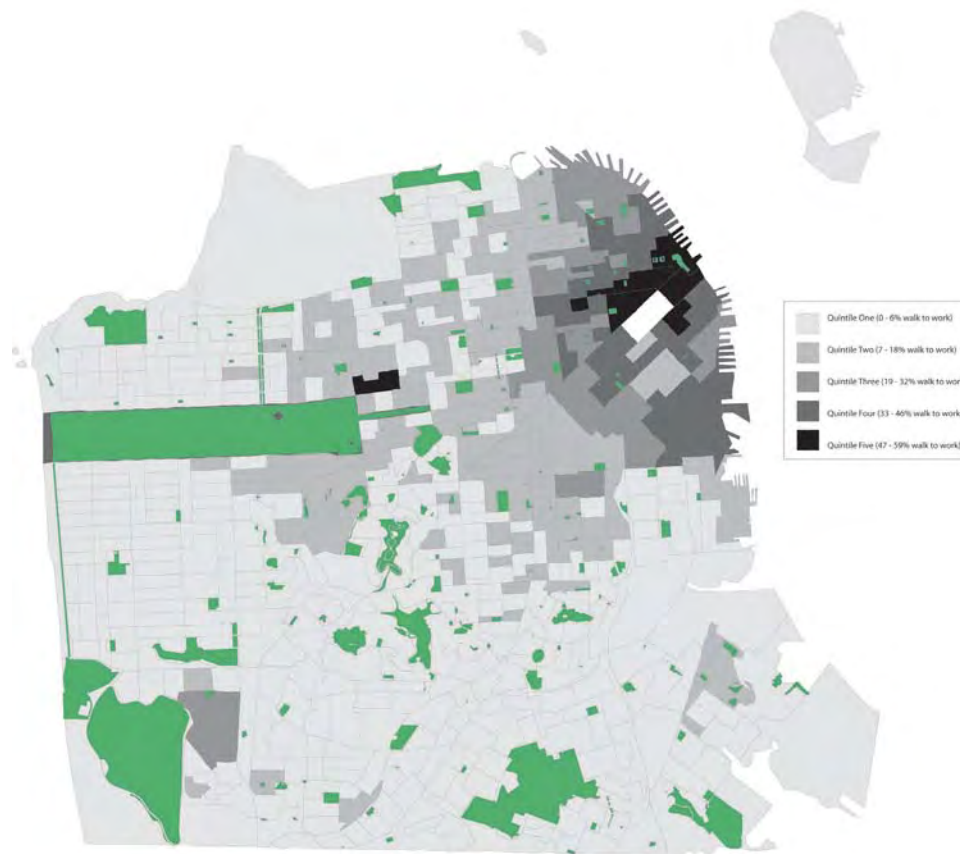 Quintile One (0 - 6% walk to work)
Quintile Two (7 - 18% walk to work)
Quintile Three (19 - 32% walk to wor
Quintile Four (33 - 46% walk to work
Quintile Five (47 - 59% walk to work)